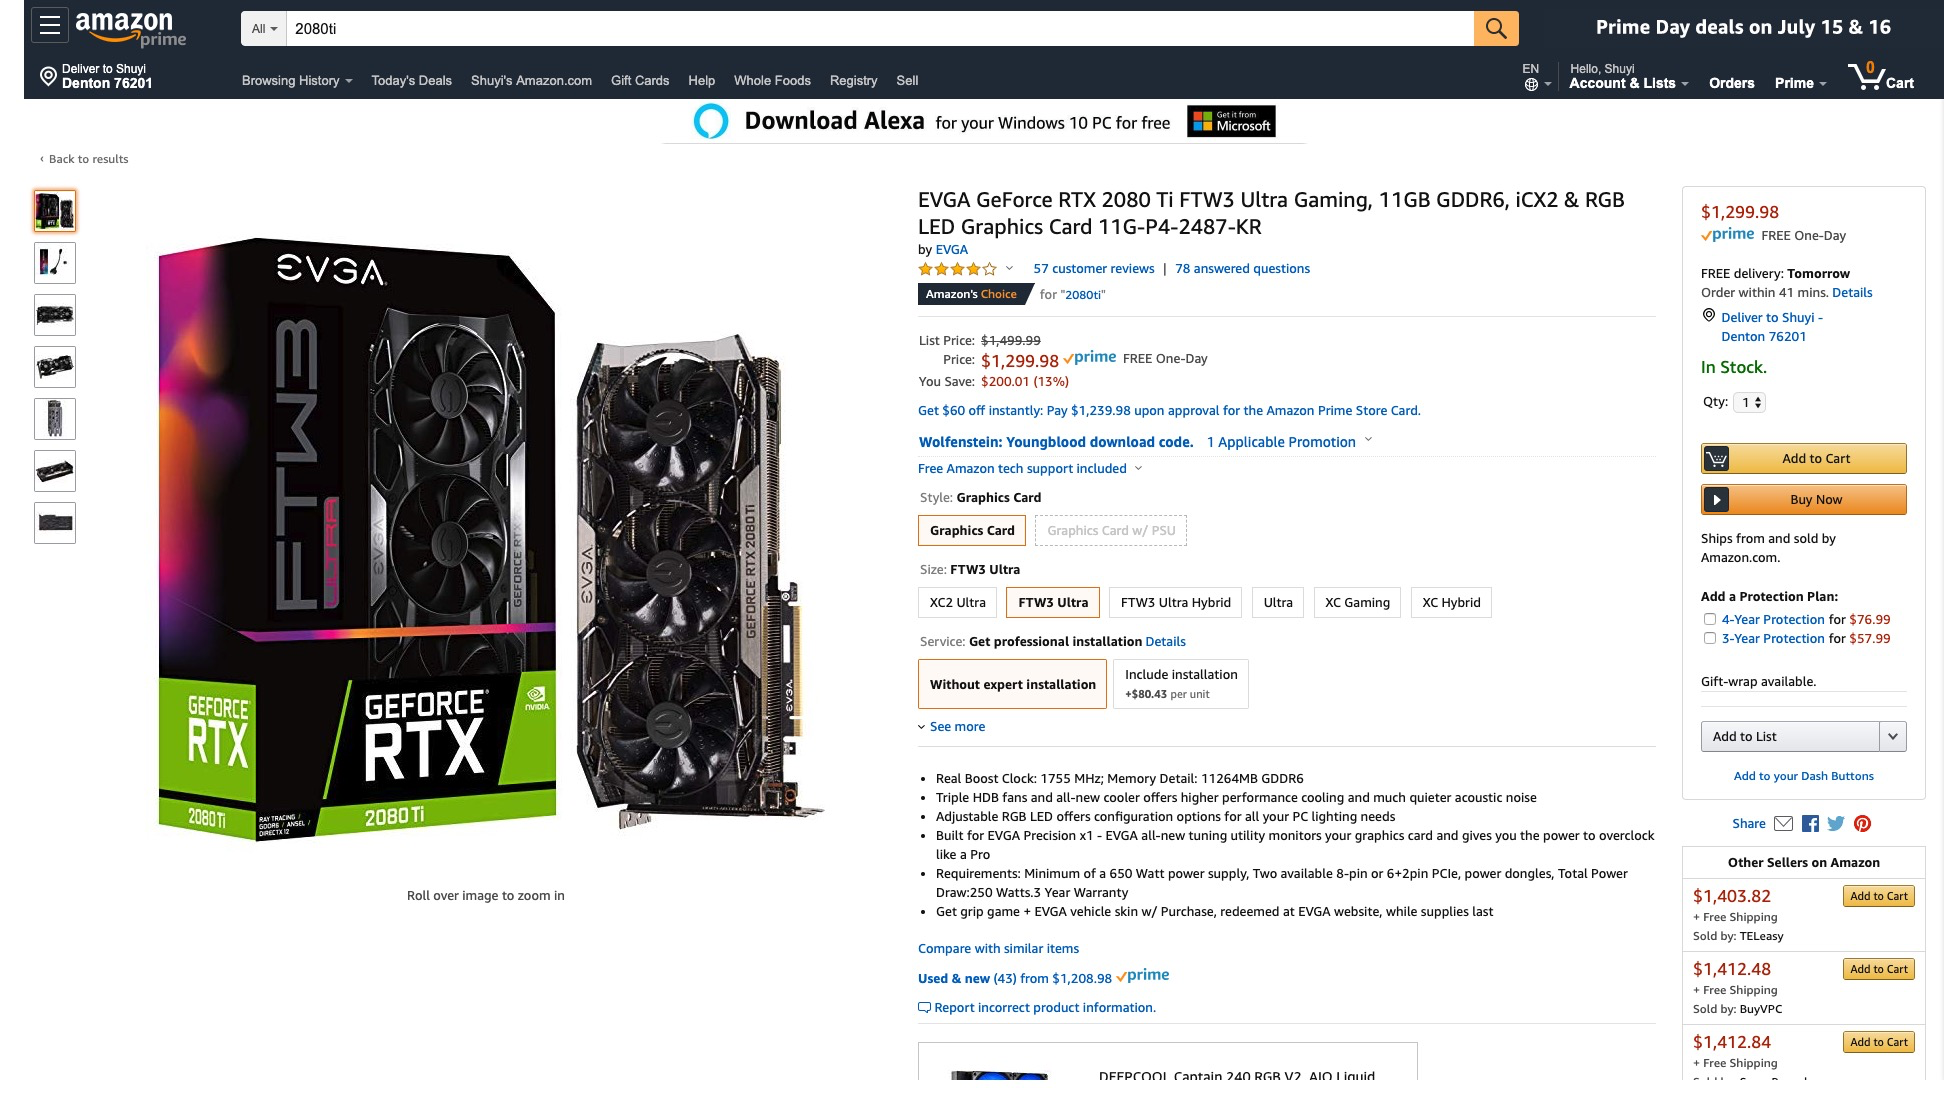 amazon
prime
All
2080ti
Prime Day deals on July 15 & 16
Deliver to Shuyi
Denton 76201
Browsing History
Today's Deals
Shuyi's Amazon.com
Gift Cards
Help
Whole Foods
Registry
Sell
EN
Hello, Shuyi
Account & Lists
Orders
Prime
0
Cart
Download Alexa for your Windows 10 PC for free
Get it from
Microsoft
‹ Back to results
EVGA
FTW3
ULTRA
EVGA
GEFORCE RTX
GEFORCE
RTX
2080 Ti
RAY TRACING /
GDDR6 / ANSEL /
DIRECTX 12
GEFORCE
RTX
2080 Ti
NVIDIA
EVGA
GEFORCE RTX 2080 Ti
EVGA
Roll over image to zoom in
EVGA GeForce RTX 2080 Ti FTW3 Ultra Gaming, 11GB GDDR6, iCX2 & RGB
LED Graphics Card 11G-P4-2487-KR
by EVGA
57 customer reviews | 78 answered questions
Amazon's Choice for "2080ti"
List Price: $1,499.99
Price: $1,299.98 prime FREE One-Day
You Save: $200.01 (13%)
Get $60 off instantly: Pay $1,239.98 upon approval for the Amazon Prime Store Card.
Wolfenstein: Youngblood download code. 1 Applicable Promotion
Free Amazon tech support included
Style: Graphics Card
Graphics Card
Graphics Card w/ PSU
Size: FTW3 Ultra
XC2 Ultra
FTW3 Ultra
FTW3 Ultra Hybrid
Ultra
XC Gaming
XC Hybrid
Service: Get professional installation Details
Without expert installation
Include installation
+$80.43 per unit
See more
• Real Boost Clock: 1755 MHz; Memory Detail: 11264MB GDDR6
• Triple HDB fans and all-new cooler offers higher performance cooling and much quieter acoustic noise
• Adjustable RGB LED offers configuration options for all your PC lighting needs
• Built for EVGA Precision x1 - EVGA all-new tuning utility monitors your graphics card and gives you the power to overclock
like a Pro
• Requirements: Minimum of a 650 Watt power supply, Two available 8-pin or 6+2pin PCIe, power dongles, Total Power
Draw:250 Watts.3 Year Warranty
• Get grip game + EVGA vehicle skin w/ Purchase, redeemed at EVGA website, while supplies last
Compare with similar items
Used & new (43) from $1,208.98 prime
Report incorrect product information.
DEEPCOOL Captain 240 RGB V2, AIO Liquid
$1,299.98
prime FREE One-Day
FREE delivery: Tomorrow
Order within 41 mins. Details
Deliver to Shuyi -
Denton 76201
In Stock.
Qty: 1
Add to Cart
Buy Now
Ships from and sold by
Amazon.com.
Add a Protection Plan:
4-Year Protection for $76.99
3-Year Protection for $57.99
Gift-wrap available.
Add to List
Add to your Dash Buttons
Share
Other Sellers on Amazon
$1,403.82
Add to Cart
+ Free Shipping
Sold by: TELeasy
$1,412.48
Add to Cart
+ Free Shipping
Sold by: BuyVPC
$1,412.84
Add to Cart
+ Free Shipping